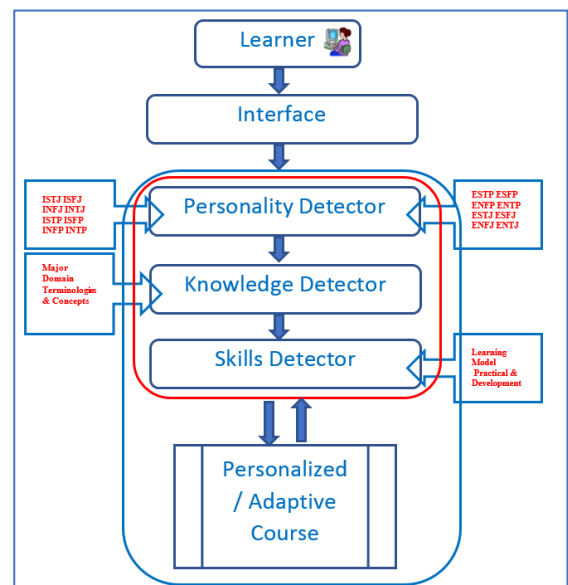 Learner
Interface
ISTJ ISFJ
INFJ INTJ
ISTP ISFP
INFP INTP
Personality Detector
ESTP ESFP
ENFP ENTP
ESTJ ESFJ
ENFJ ENTJ
Major
Domain
Terminologies
& Concepts
Knowledge Detector
Skills Detector
Learning
Model
Practical &
Development
Personalized
/ Adaptive
Course